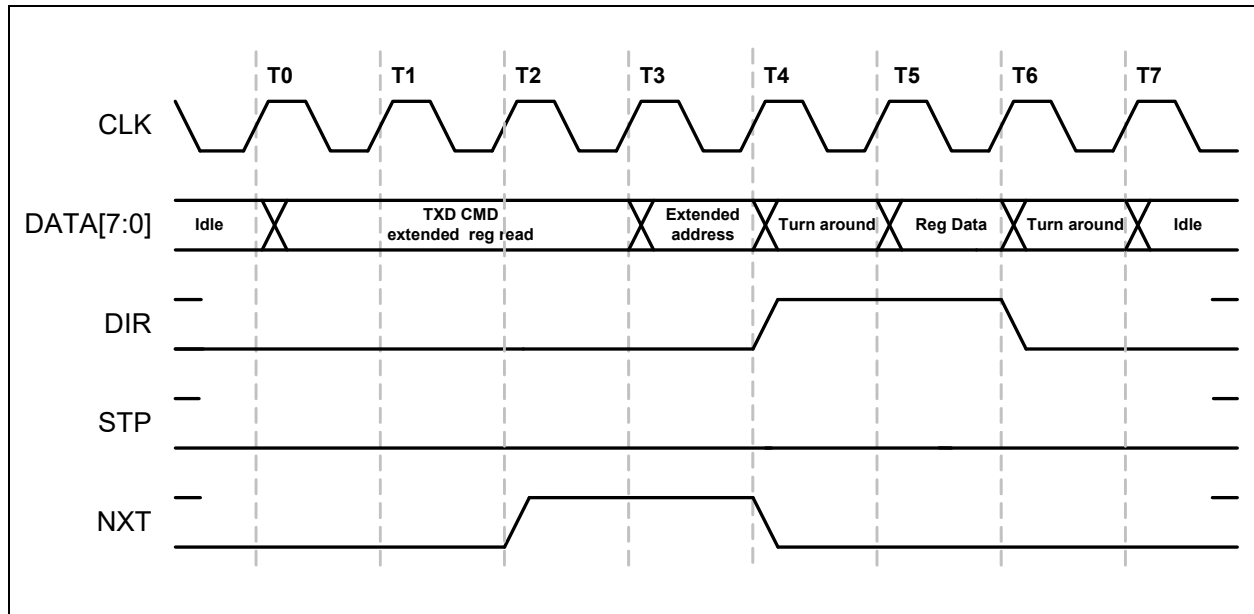 T0 T1 T2 T3 T4 T5 T6 T7
CLK
DATA[7:0]
Idle
TXD CMD
extended reg read
Extended
address
Turn around
Reg Data
Turn around
Idle
DIR
STP
NXT